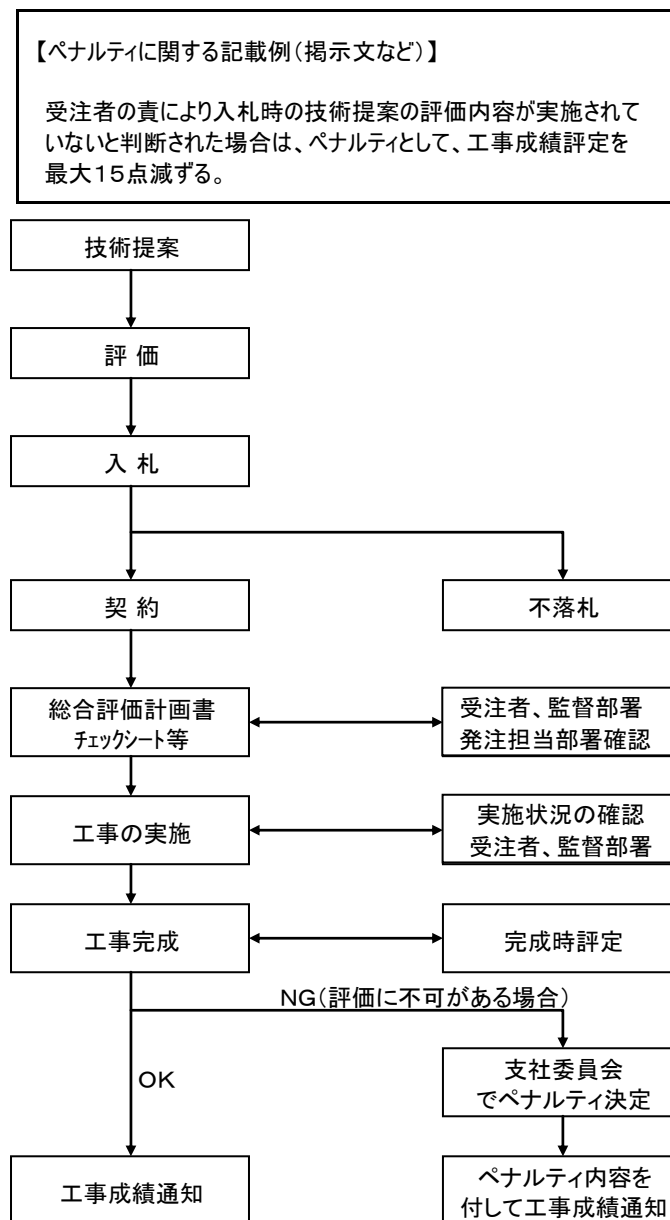 【ペナルティに関する記載例(掲示文など)】
受注者の責により入札時の技術提案の評価内容が実施されて
いないと判断された場合は、ペナルティとして、工事成績評定を
最大15点減ずる。
技術提案
評 価
入 札
契 約
不落札
総合評価計画書
チェックシート等
受注者、監督部署
発注担当部署確認
工事の実施
実施状況の確認
受注者、監督部署
工事完成
完成時評定
NG(評価に不可がある場合)
OK
支社委員会
でペナルティ決定
工事成績通知
ペナルティ内容を
付して工事成績通知